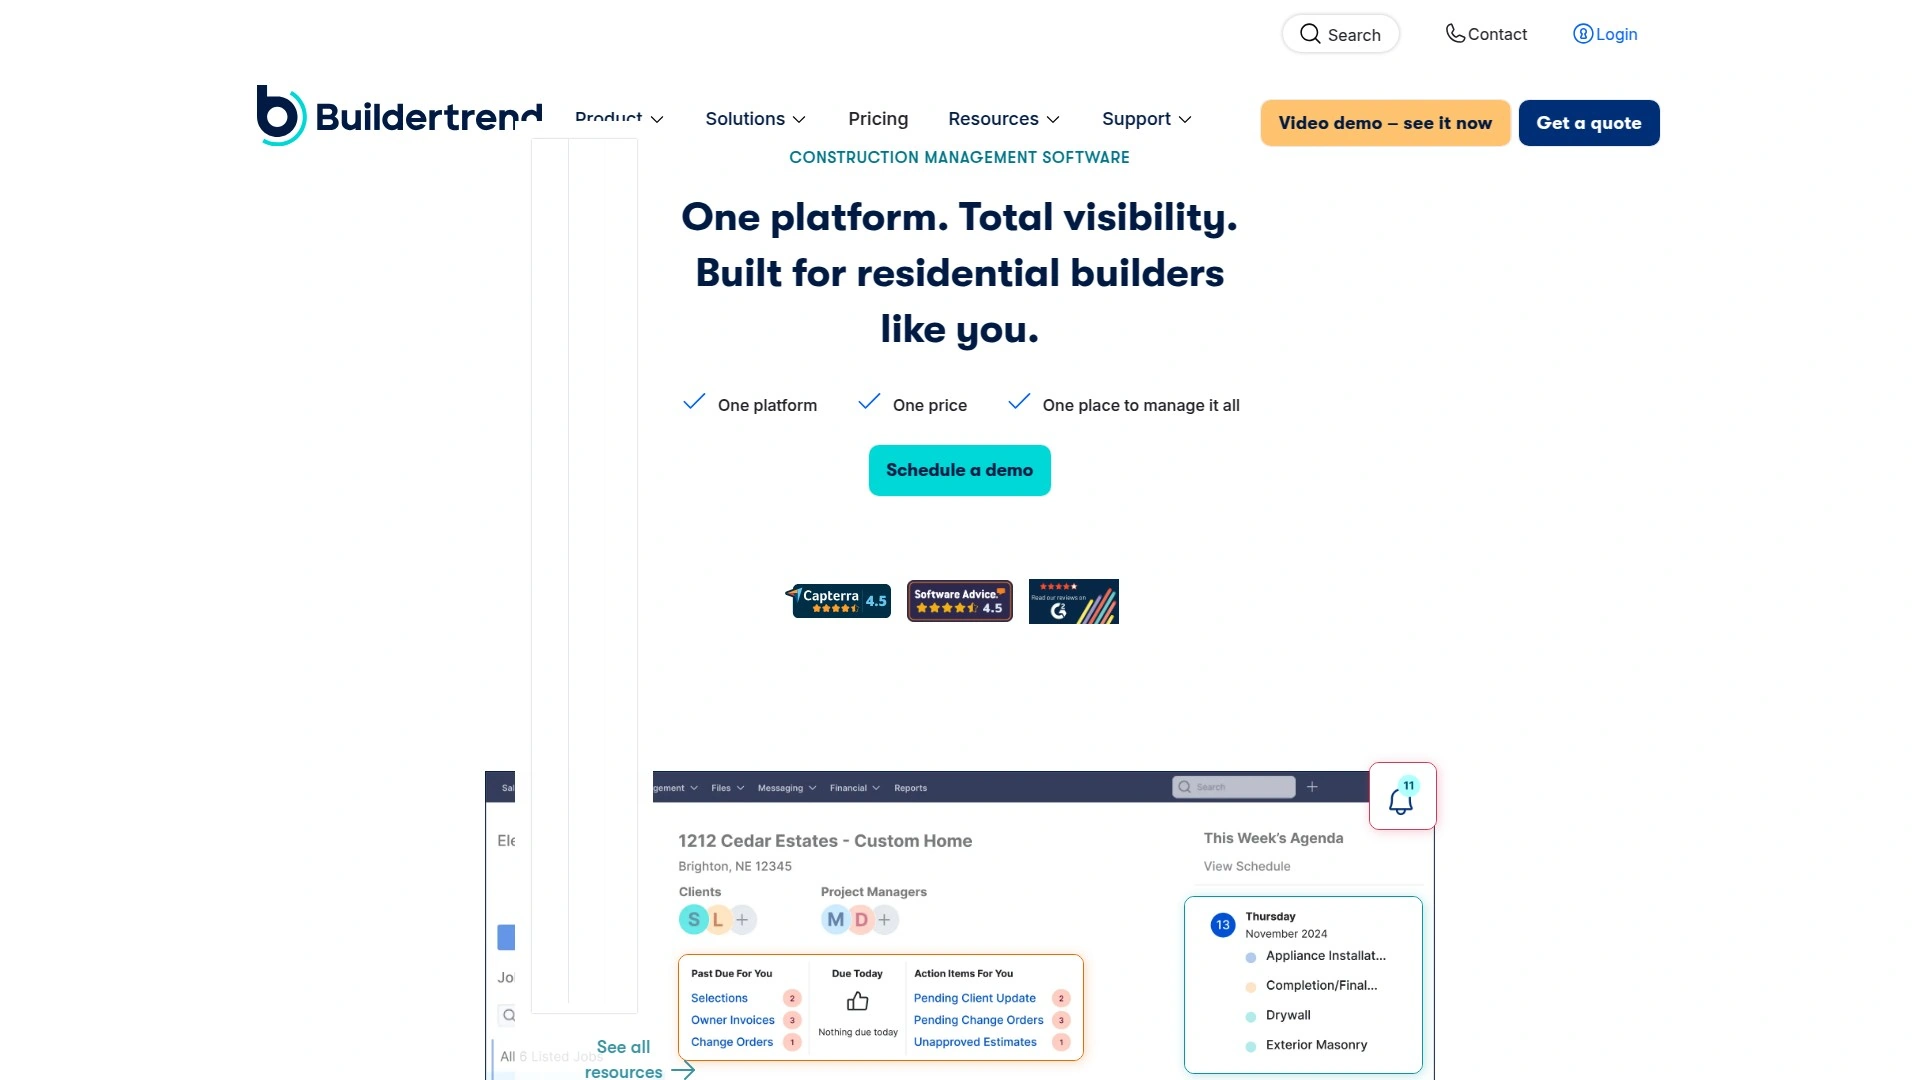 Search
Contact
Login
Buildertrend
Product
Solutions
Pricing
Resources
Support
Video demo – see it now
Get a quote
CONSTRUCTION MANAGEMENT SOFTWARE
One platform. Total visibility.
Built for residential builders
like you.
One platform
One price
One place to manage it all
Schedule a demo
Capterra 4.5
Software Advice. 4.5
Read our reviews on
Files
Messaging
Financial
Reports
Search
11
1212 Cedar Estates - Custom Home
Brighton, NE 12345
Clients
Project Managers
S L +
M D +
This Week's Agenda
View Schedule
13 Thursday
November 2024
Appliance Installat...
Completion/Final...
Drywall
Exterior Masonry
Past Due For You
Selections 2
Owner Invoices 3
Change Orders 1
Due Today
Nothing due today
Action Items For You
Pending Client Update 2
Pending Change Orders 3
Unapproved Estimates 1
All 6 Listed Jobs
See all
resources